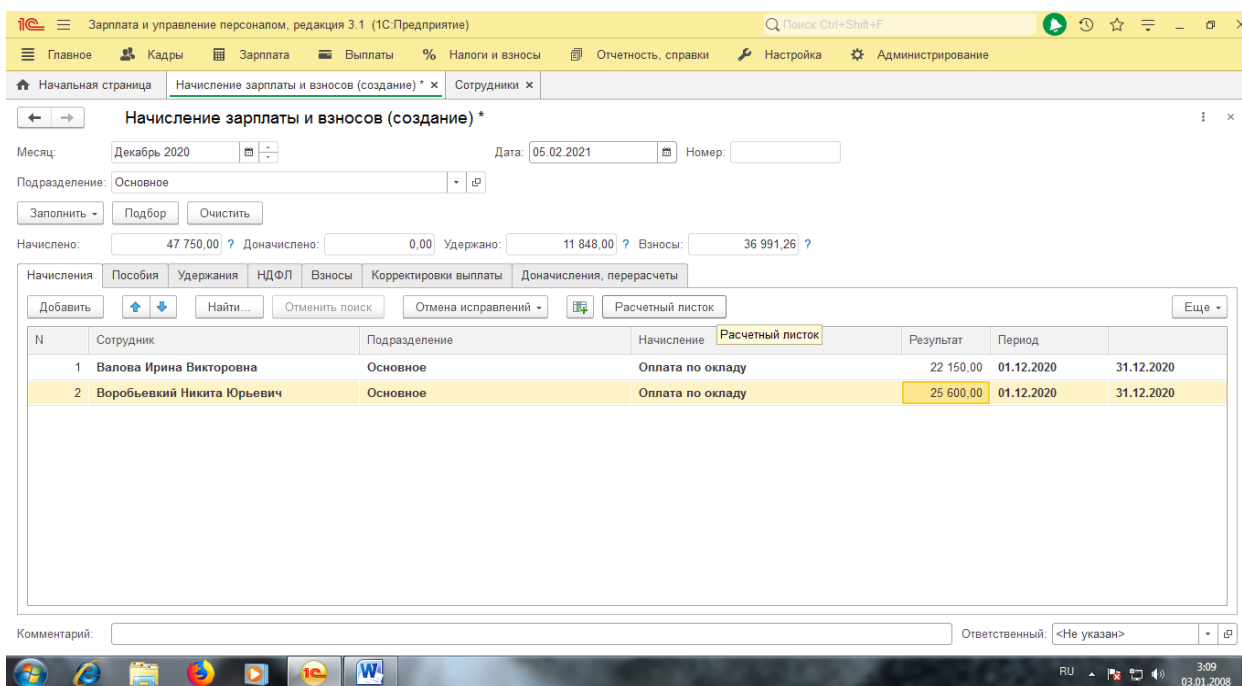 1С Зарплата и управление персоналом, редакция 3.1 (1С:Предприятие) Поиск Ctrl+Shift+F
Главное Кадры Зарплата Выплаты % Налоги и взносы Отчетность, справки Настройка Администрирование
Начальная страница Начисление зарплаты и взносов (создание) * × Сотрудники ×
Начисление зарплаты и взносов (создание) *
Месяц: Декабрь 2020 Дата: 05.02.2021 Номер:
Подразделение: Основное
Заполнить Подбор Очистить
Начислено: 47 750,00 ? Доначислено: 0,00 Удержано: 11 848,00 ? Взносы: 36 991,26 ?
Начисления Пособия Удержания НДФЛ Взносы Корректировки выплаты Доначисления, перерасчеты
Добавить Найти... Отменить поиск Отмена исправлений Расчетный листок Еще
Расчетный листок
N Сотрудник Подразделение Начисление Результат Период
1 Валова Ирина Викторовна Основное Оплата по окладу 22 150,00 01.12.2020 31.12.2020
2 Воробьевкий Никита Юрьевич Основное Оплата по окладу 25 600,00 01.12.2020 31.12.2020
Комментарий: Ответственный: <Не указан>
1С W RU 3:09
03.01.2008